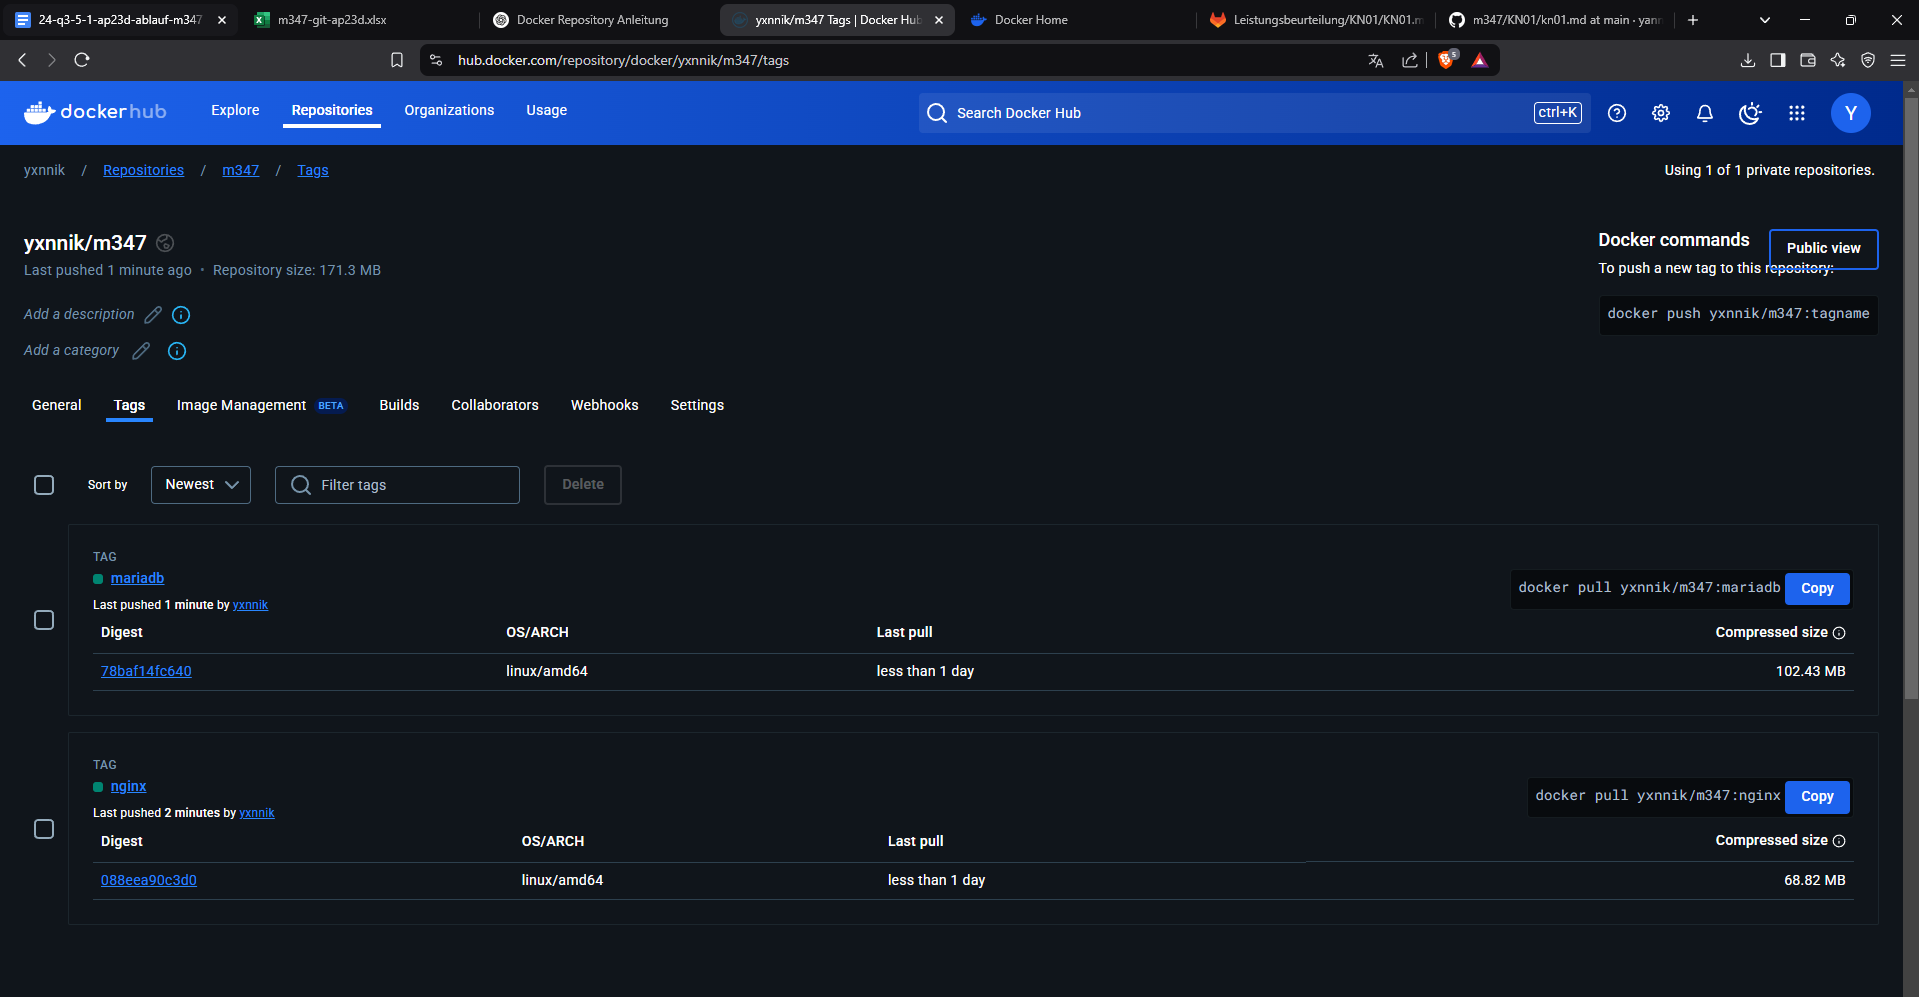 24-q3-5-1-ap23d-ablauf-m347
m347-git-ap23d.xlsx
Docker Repository Anleitung
yxnnik/m347 Tags | Docker Hub
Docker Home
Leistungsbeurteilung/KN01/KN01.m
m347/KN01/kn01.md at main · yann
hub.docker.com/repository/docker/yxnnik/m347/tags
5
dockerhub
Explore
Repositories
Organizations
Usage
Search Docker Hub
ctrl+K
Y
yxnnik / Repositories / m347 / Tags
Using 1 of 1 private repositories.
yxnnik/m347
Last pushed 1 minute ago • Repository size: 171.3 MB
Add a description
Add a category
Docker commands
Public view
To push a new tag to this repository:
docker push yxnnik/m347:tagname
General
Tags
Image Management BETA
Builds
Collaborators
Webhooks
Settings
Sort by
Newest
Filter tags
Delete
TAG
mariadb
Last pushed 1 minute by yxnnik
docker pull yxnnik/m347:mariadb
Copy
Digest OS/ARCH Last pull Compressed size
78baf14fc640 linux/amd64 less than 1 day 102.43 MB
TAG
nginx
Last pushed 2 minutes by yxnnik
docker pull yxnnik/m347:nginx
Copy
Digest OS/ARCH Last pull Compressed size
088eea90c3d0 linux/amd64 less than 1 day 68.82 MB